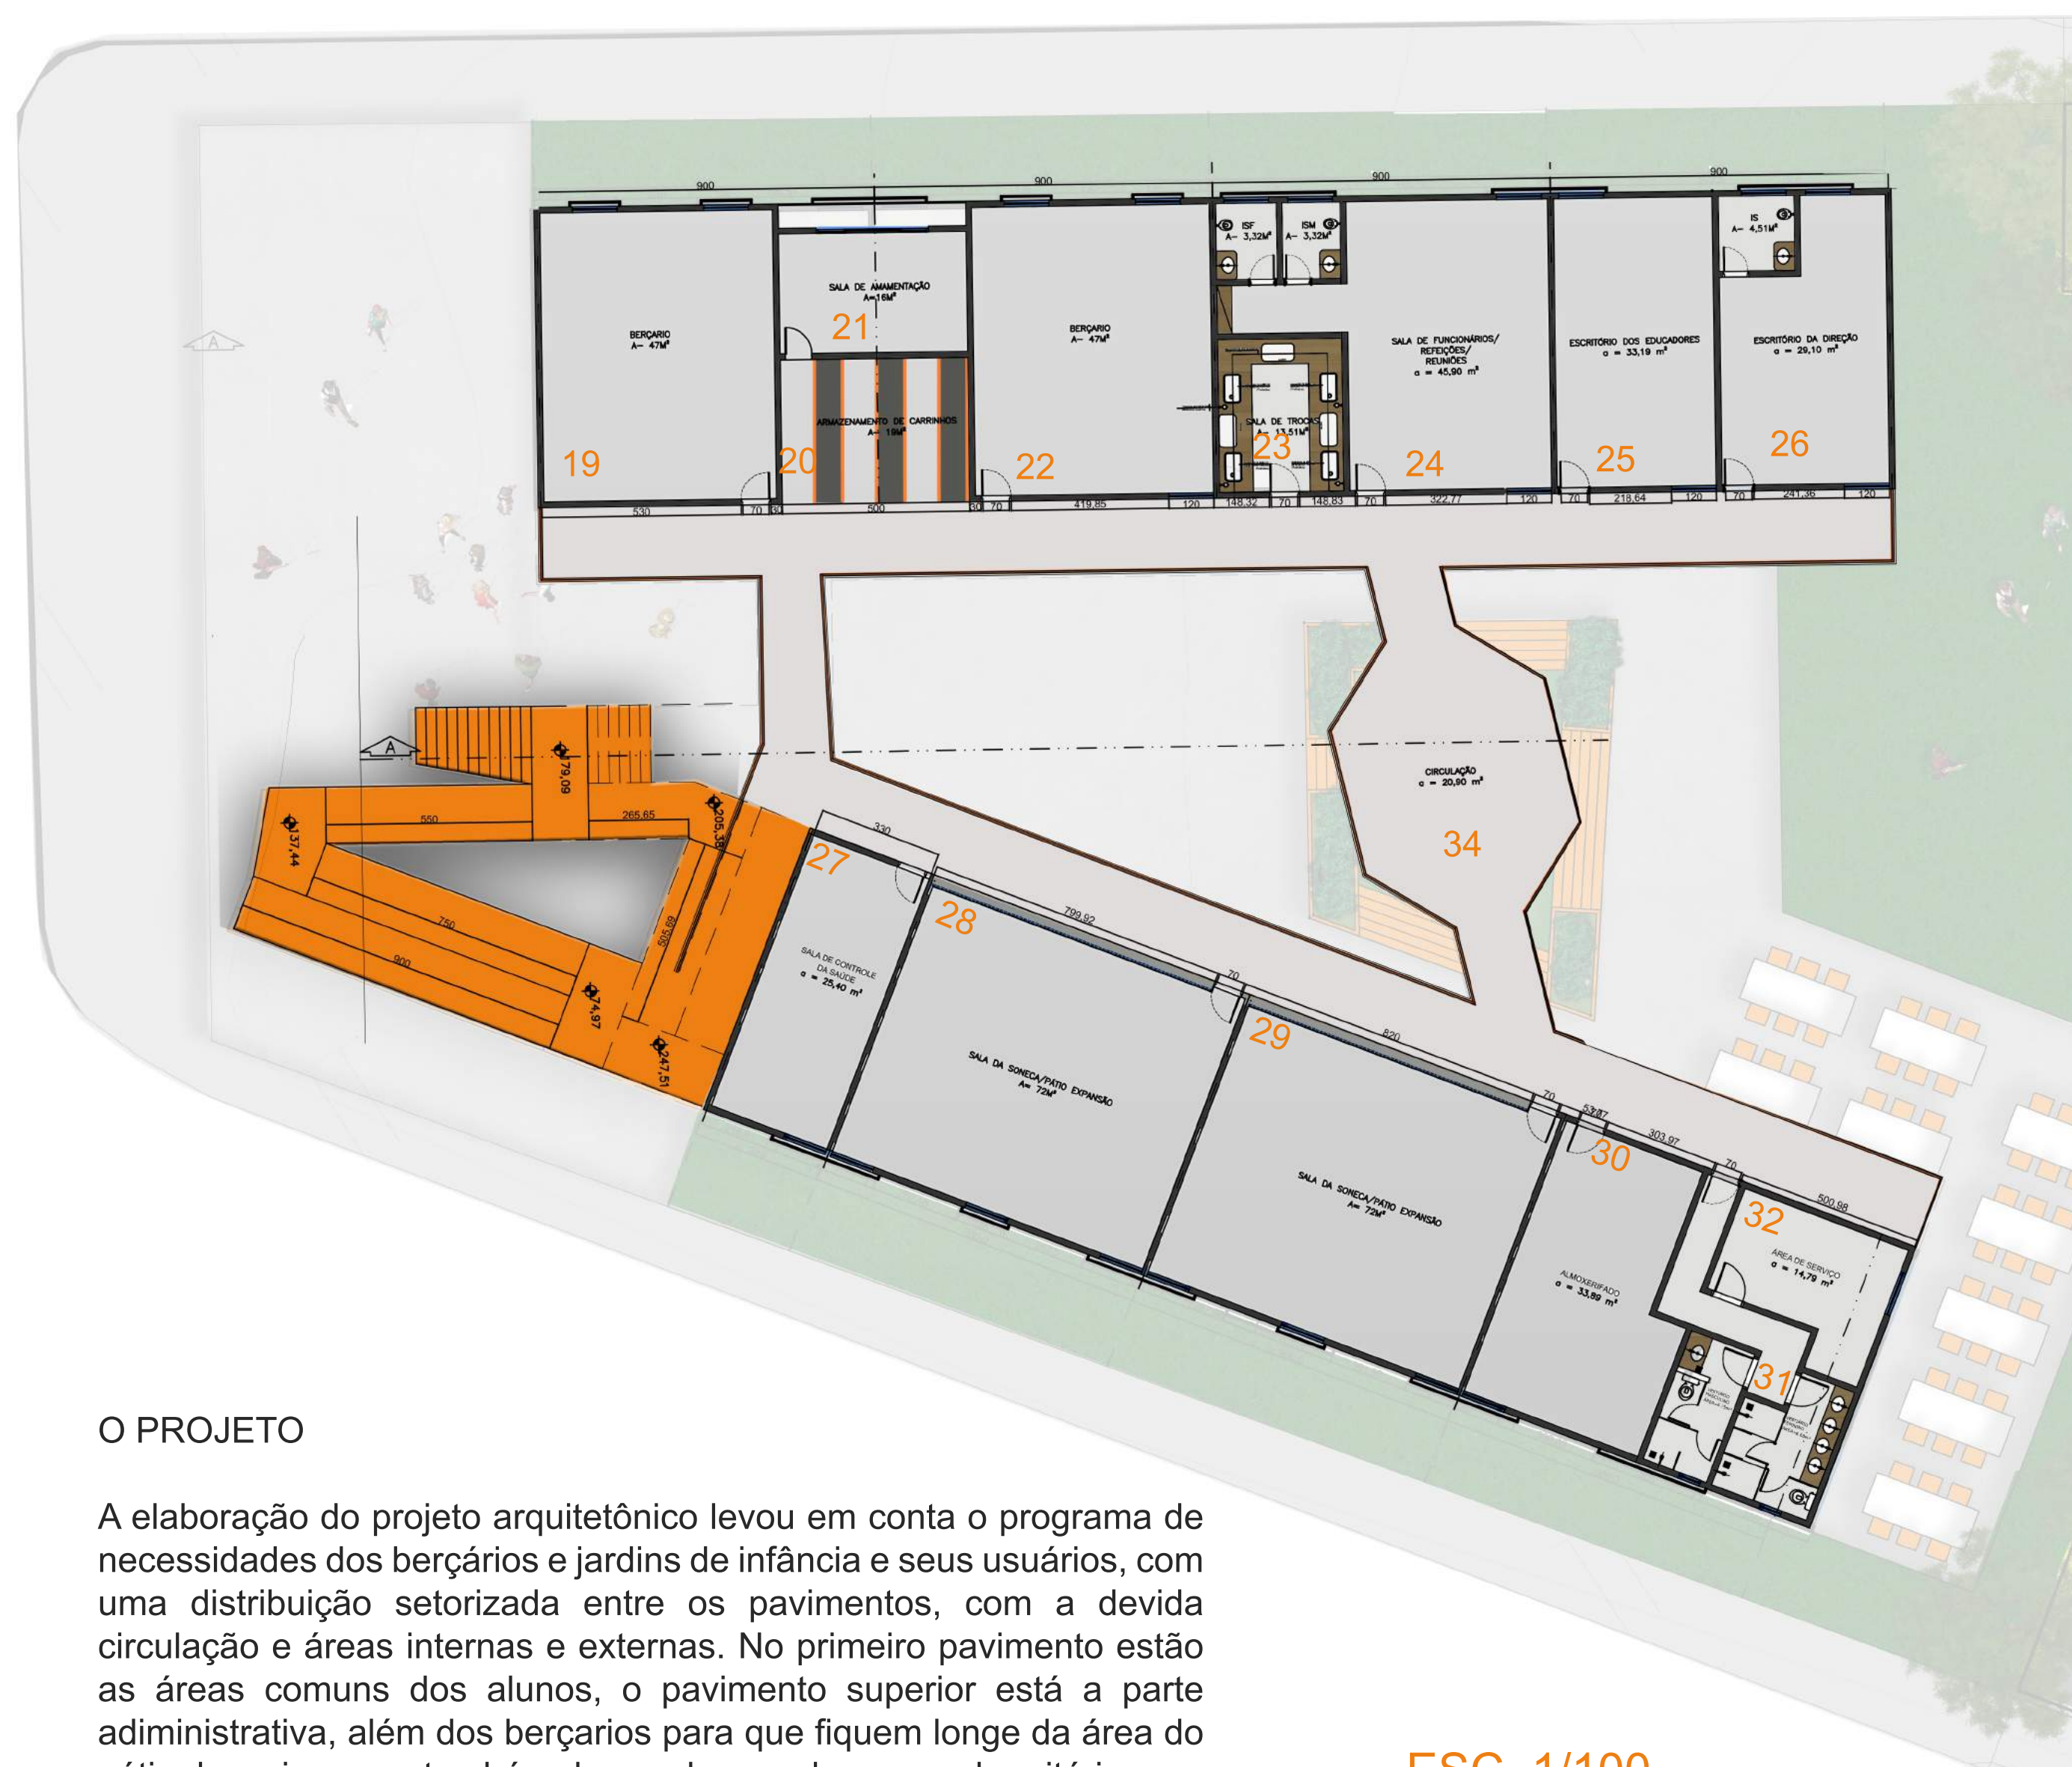 900
900
900
900
BERÇARIO
A- 47M²
SALA DE AMAMENTAÇÃO
A=16M²
21
ARMAZENAMENTO DE CARRINHOS
A- 19M²
20
19
BERÇARIO
A- 47M²
22
ISF
A- 3,32M²
ISM
A- 3,32M²
SALA DE TROCAS
A- 13,51M²
23
SALA DE FUNCIONÁRIOS/
REFEIÇÕES/
REUNIÕES
a = 45,90 m²
24
ESCRITÓRIO DOS EDUCADORES
a = 33,19 m²
25
IS
A- 4,51M²
ESCRITÓRIO DA DIREÇÃO
a = 29,10 m²
26
530
70
30
500
30
70
419,85
120
148,32
70
148,83
70
322,77
120
70
218,64
120
70
241,36
120
A
A
179,09
137,44
550
265,65
205,38
750
900
505,69
174,97
247,51
CIRCULAÇÃO
a = 20,90 m²
34
330
27
SALA DE CONTROLE
DA SAÚDE
a = 25,40 m²
28
799,92
70
SALA DA SONECA/PÁTIO EXPANSÃO
A= 72M²
29
820
70
SALA DA SONECA/PÁTIO EXPANSÃO
A= 72M²
30
303,97
70
ALMOXERIFADO
a = 33,89 m²
32
500,98
AREA DE SERVIÇO
a = 14,79 m²
31
O PROJETO
A elaboração do projeto arquitetônico levou em conta o programa de
necessidades dos berçários e jardins de infância e seus usuários, com
uma distribuição setorizada entre os pavimentos, com a devida
circulação e áreas internas e externas. No primeiro pavimento estão
as áreas comuns dos alunos, o pavimento superior está a parte
adiministrativa, além dos berçarios para que fiquem longe da área do
ESC. 1/100